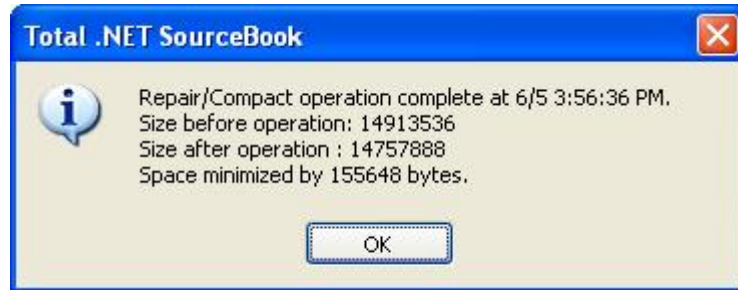 Total .NET SourceBook
Repair/Compact operation complete at 6/5 3:56:36 PM.
Size before operation: 14913536
Size after operation : 14757888
Space minimized by 155648 bytes.
OK